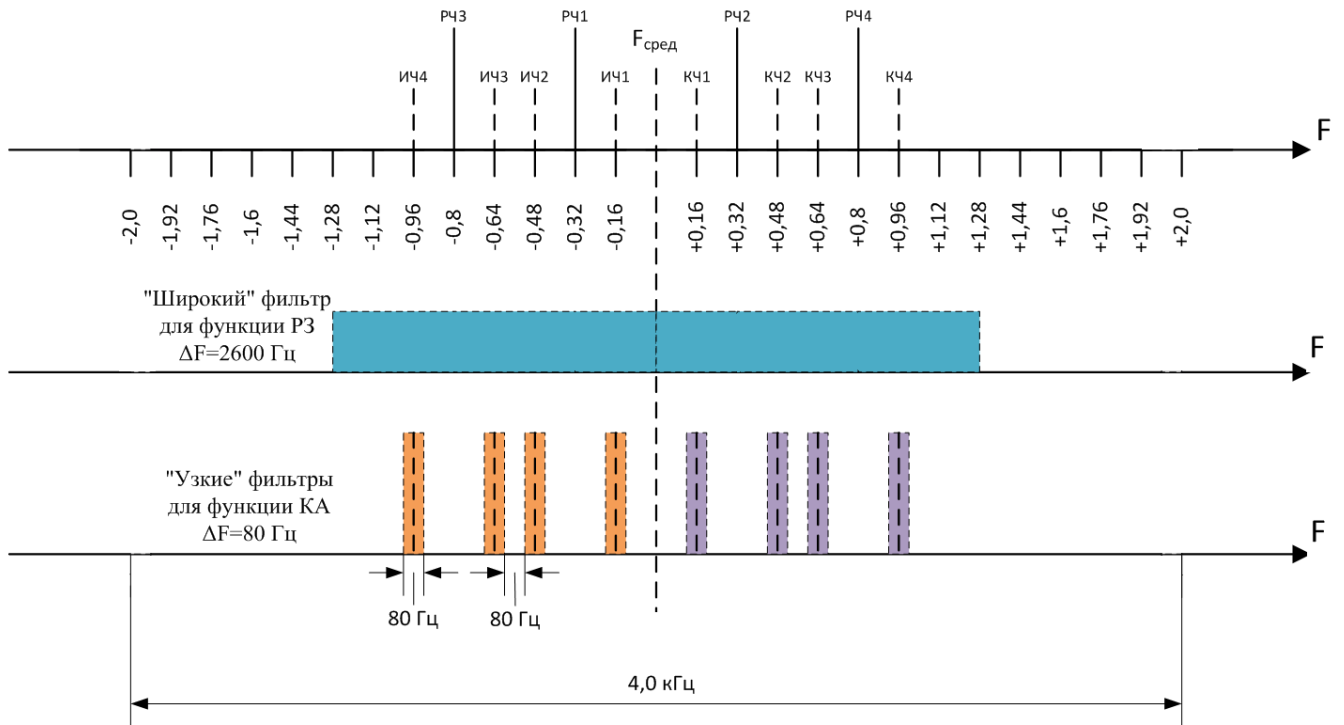 РЧ3
РЧ1
РЧ2
РЧ4
Fсред
ИЧ4
ИЧ3
ИЧ2
ИЧ1
КЧ1
КЧ2
КЧ3
КЧ4
F
-2,0
-1,92
-1,76
-1,6
-1,44
-1,28
-1,12
-0,96
-0,8
-0,64
-0,48
-0,32
-0,16
+0,16
+0,32
+0,48
+0,64
+0,8
+0,96
+1,12
+1,28
+1,44
+1,6
+1,76
+1,92
+2,0
"Широкий" фильтр
для функции РЗ
ΔF=2600 Гц
F
"Узкие" фильтры
для функции КА
ΔF=80 Гц
F
80 Гц
80 Гц
4,0 кГц